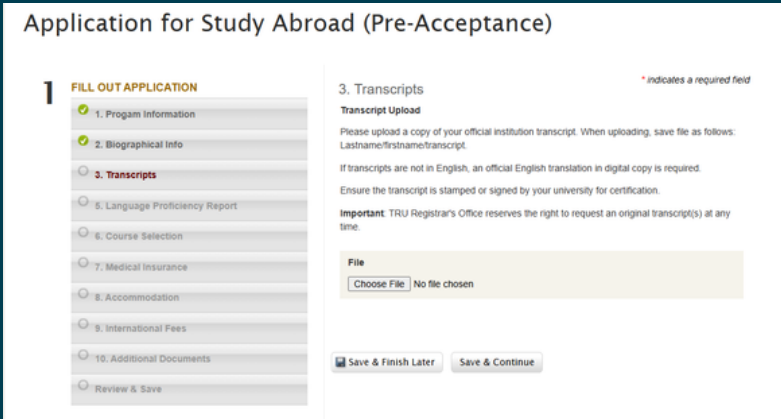 Application for Study Abroad (Pre-Acceptance)
1 FILL OUT APPLICATION
1. Progam Information
2. Biographical Info
3. Transcripts
5. Language Proficiency Report
6. Course Selection
7. Medical Insurance
8. Accommodation
9. International Fees
10. Additional Documents
Review & Save
* indicates a required field
3. Transcripts
Transcript Upload
Please upload a copy of your official institution transcript. When uploading, save file as follows:
Lastname/firstname/transcript.
If transcripts are not in English, an official English translation in digital copy is required.
Ensure the transcript is stamped or signed by your university for certification.
Important: TRU Registrar's Office reserves the right to request an original transcript(s) at any
time.
File
Choose File No file chosen
Save & Finish Later Save & Continue